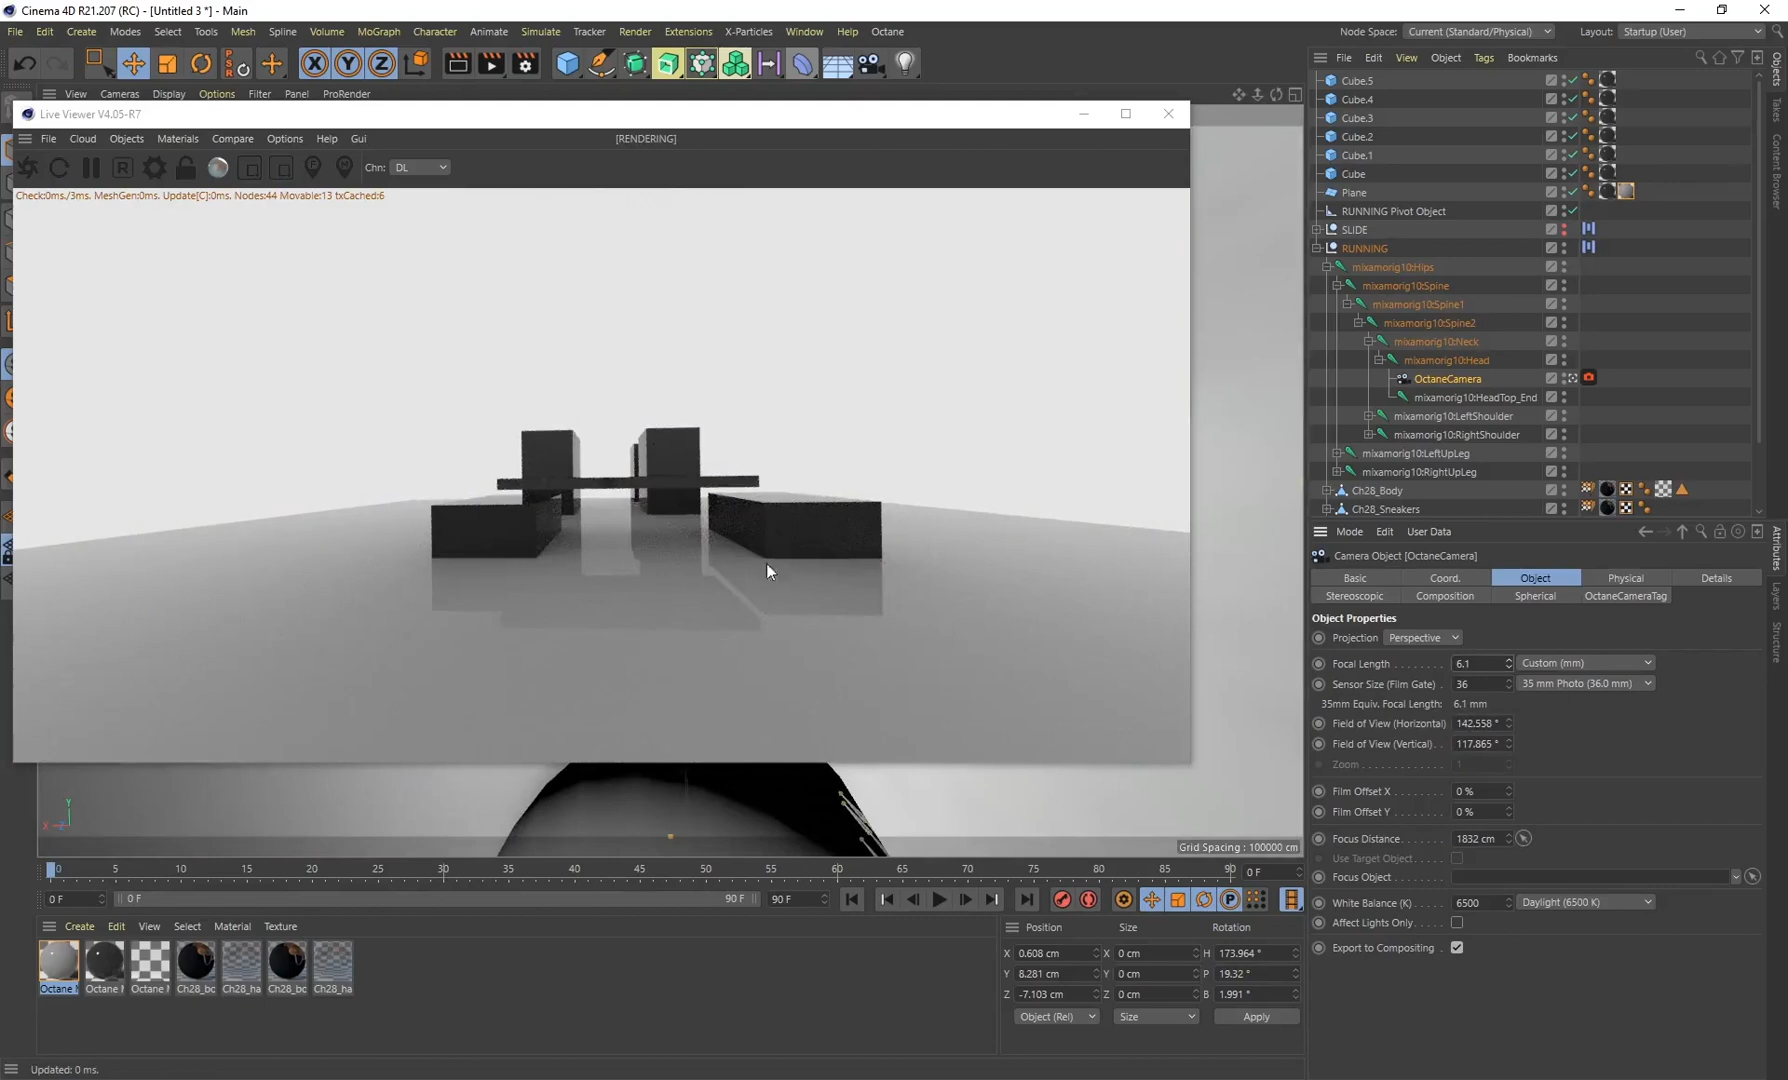 Cinema 4D R21.207 (RC) - [Untitled 3 *] - Main
File Edit Create Modes Select Tools Mesh Spline Volume MoGraph Character Animate Simulate Tracker Render Extensions X-Particles Window Help Octane
Node Space: Current (Standard/Physical) Layout: Startup (User)
X Y Z
File Edit View Object Tags Bookmarks
View Cameras Display Options Filter Panel ProRender
Live Viewer V4.05-R7
File Cloud Objects Materials Compare Options Help Gui [RENDERING]
R F M Chn: DL
Check:0ms./3ms. MeshGen:0ms. Update[C]:0ms. Nodes:44 Movable:13 txCached:6
Cube.5
Cube.4
Cube.3
Cube.2
Cube.1
Cube
Plane
RUNNING Pivot Object
SLIDE
RUNNING
mixamorig10:Hips
mixamorig10:Spine
mixamorig10:Spine1
mixamorig10:Spine2
mixamorig10:Neck
mixamorig10:Head
OctaneCamera
mixamorig10:HeadTop_End
mixamorig10:LeftShoulder
mixamorig10:RightShoulder
mixamorig10:LeftUpLeg
mixamorig10:RightUpLeg
Ch28_Body
Ch28_Sneakers
Objects
Takes
Content Browser
Attributes
Layers
Structure
Mode Edit User Data
Camera Object [OctaneCamera]
Basic Coord. Object Physical Details
Stereoscopic Composition Spherical OctaneCameraTag
Object Properties
Projection Perspective
Focal Length . . . . . . . . 6.1 Custom (mm)
Sensor Size (Film Gate) . 36 35 mm Photo (36.0 mm)
35mm Equiv. Focal Length: 6.1 mm
Field of View (Horizontal) 142.558 °
Field of View (Vertical) . . 117.865 °
Zoom . . . . . . . . . . . . . 1
Film Offset X . . . . . . . . 0 %
Film Offset Y . . . . . . . . 0 %
Focus Distance. . . . . . . 1832 cm
Use Target Object . . . . .
Focus Object. . . . . . . .
White Balance (K) . . . . . 6500 Daylight (6500 K)
Affect Lights Only. . . . .
Export to Compositing .
Y
X Z
Grid Spacing : 100000 cm
0 5 10 15 20 25 30 35 40 45 50 55 60 65 70 75 80 85 90 0 F
0 F 0 F 90 F 90 F
Create Edit View Select Material Texture
Octane M Octane M Octane M Ch28_bo Ch28_ha Ch28_bo Ch28_ha
Position Size Rotation
X 0.608 cm X 0 cm H 173.964 °
Y 8.281 cm Y 0 cm P 19.32 °
Z -7.103 cm Z 0 cm B 1.991 °
Object (Rel) Size Apply
Updated: 0 ms.